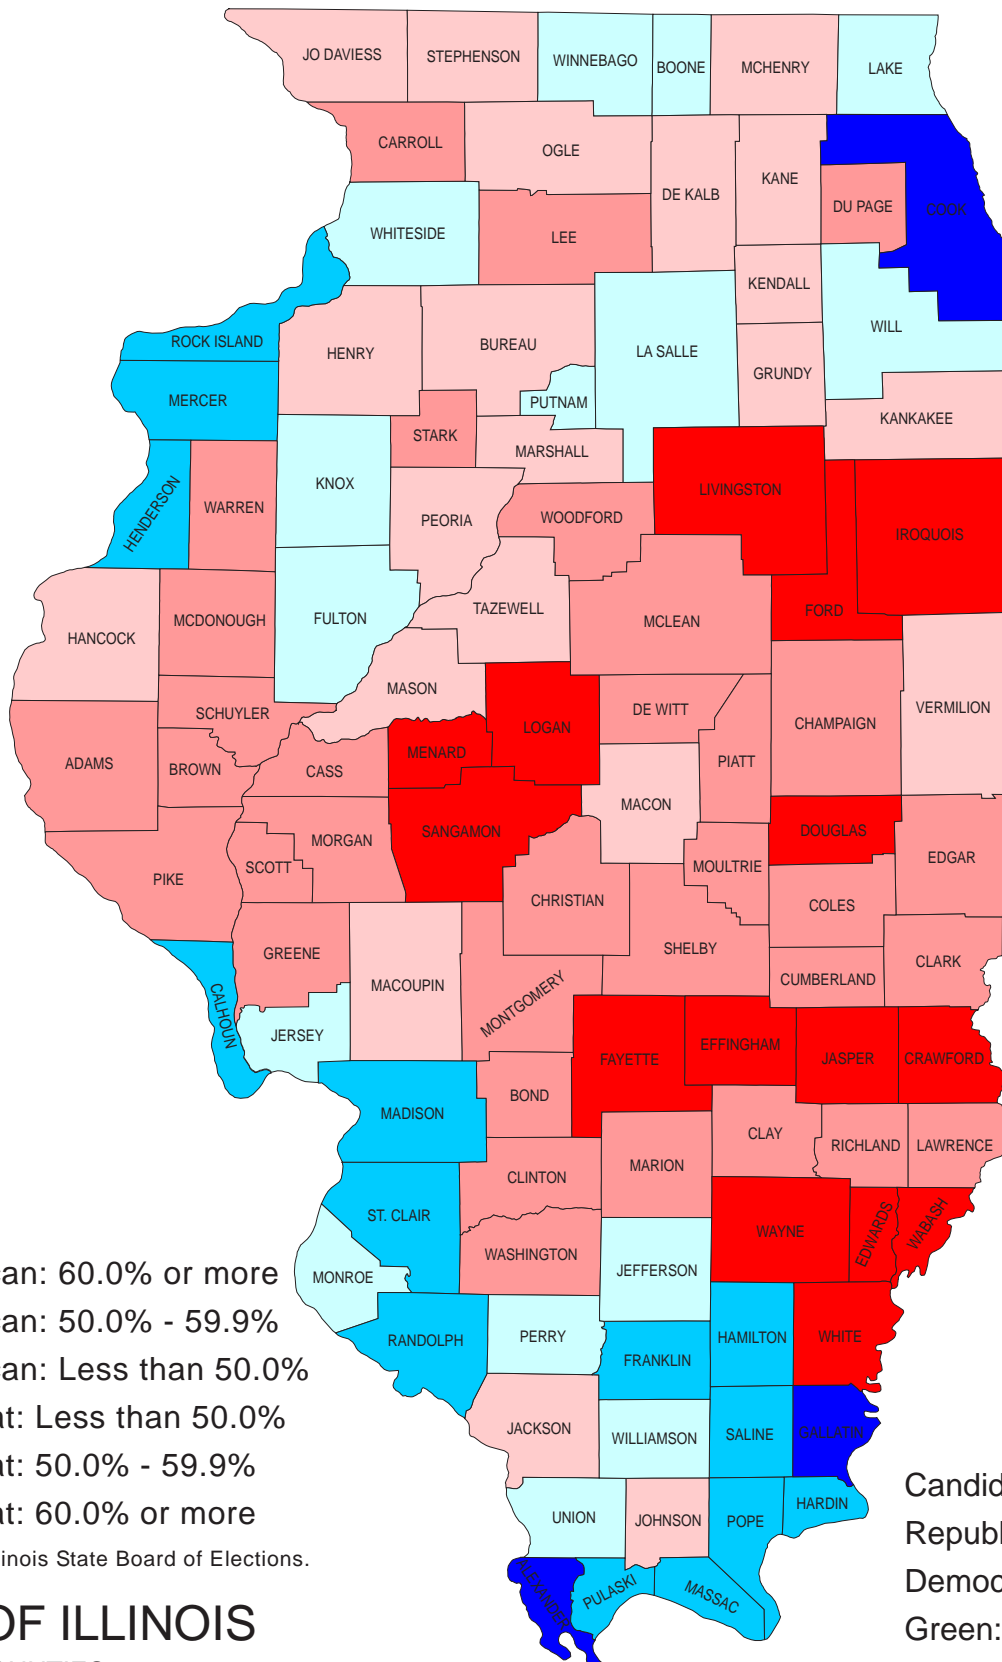 JO DAVIESS
STEPHENSON
WINNEBAGO
BOONE
MCHENRY
LAKE
CARROLL
OGLE
DE KALB
KANE
DU PAGE
COOK
WHITESIDE
LEE
KENDALL
WILL
ROCK ISLAND
HENRY
BUREAU
LA SALLE
GRUNDY
MERCER
PUTNAM
KANKAKEE
STARK
MARSHALL
HENDERSON
WARREN
KNOX
PEORIA
WOODFORD
LIVINGSTON
IROQUOIS
HANCOCK
MCDONOUGH
FULTON
TAZEWELL
MCLEAN
FORD
MASON
SCHUYLER
LOGAN
DE WITT
CHAMPAIGN
VERMILION
ADAMS
BROWN
CASS
MENARD
PIATT
MACON
PIKE
SCOTT
MORGAN
SANGAMON
DOUGLAS
EDGAR
CHRISTIAN
MOULTRIE
COLES
GREENE
MACOUPIN
MONTGOMERY
SHELBY
CUMBERLAND
CLARK
CALHOUN
JERSEY
FAYETTE
EFFINGHAM
JASPER
CRAWFORD
MADISON
BOND
CLAY
RICHLAND
LAWRENCE
CLINTON
MARION
ST. CLAIR
WASHINGTON
WAYNE
EDWARDS
WABASH
MONROE
JEFFERSON
RANDOLPH
PERRY
FRANKLIN
HAMILTON
WHITE
JACKSON
WILLIAMSON
SALINE
GALLATIN
UNION
JOHNSON
POPE
HARDIN
ALEXANDER
PULASKI
MASSAC
can: 60.0% or more
can: 50.0% - 59.9%
can: Less than 50.0%
at: Less than 50.0%
at: 50.0% - 59.9%
at: 60.0% or more
linois State Board of Elections.
OF ILLINOIS
Candid
Republ
Democ
Green: